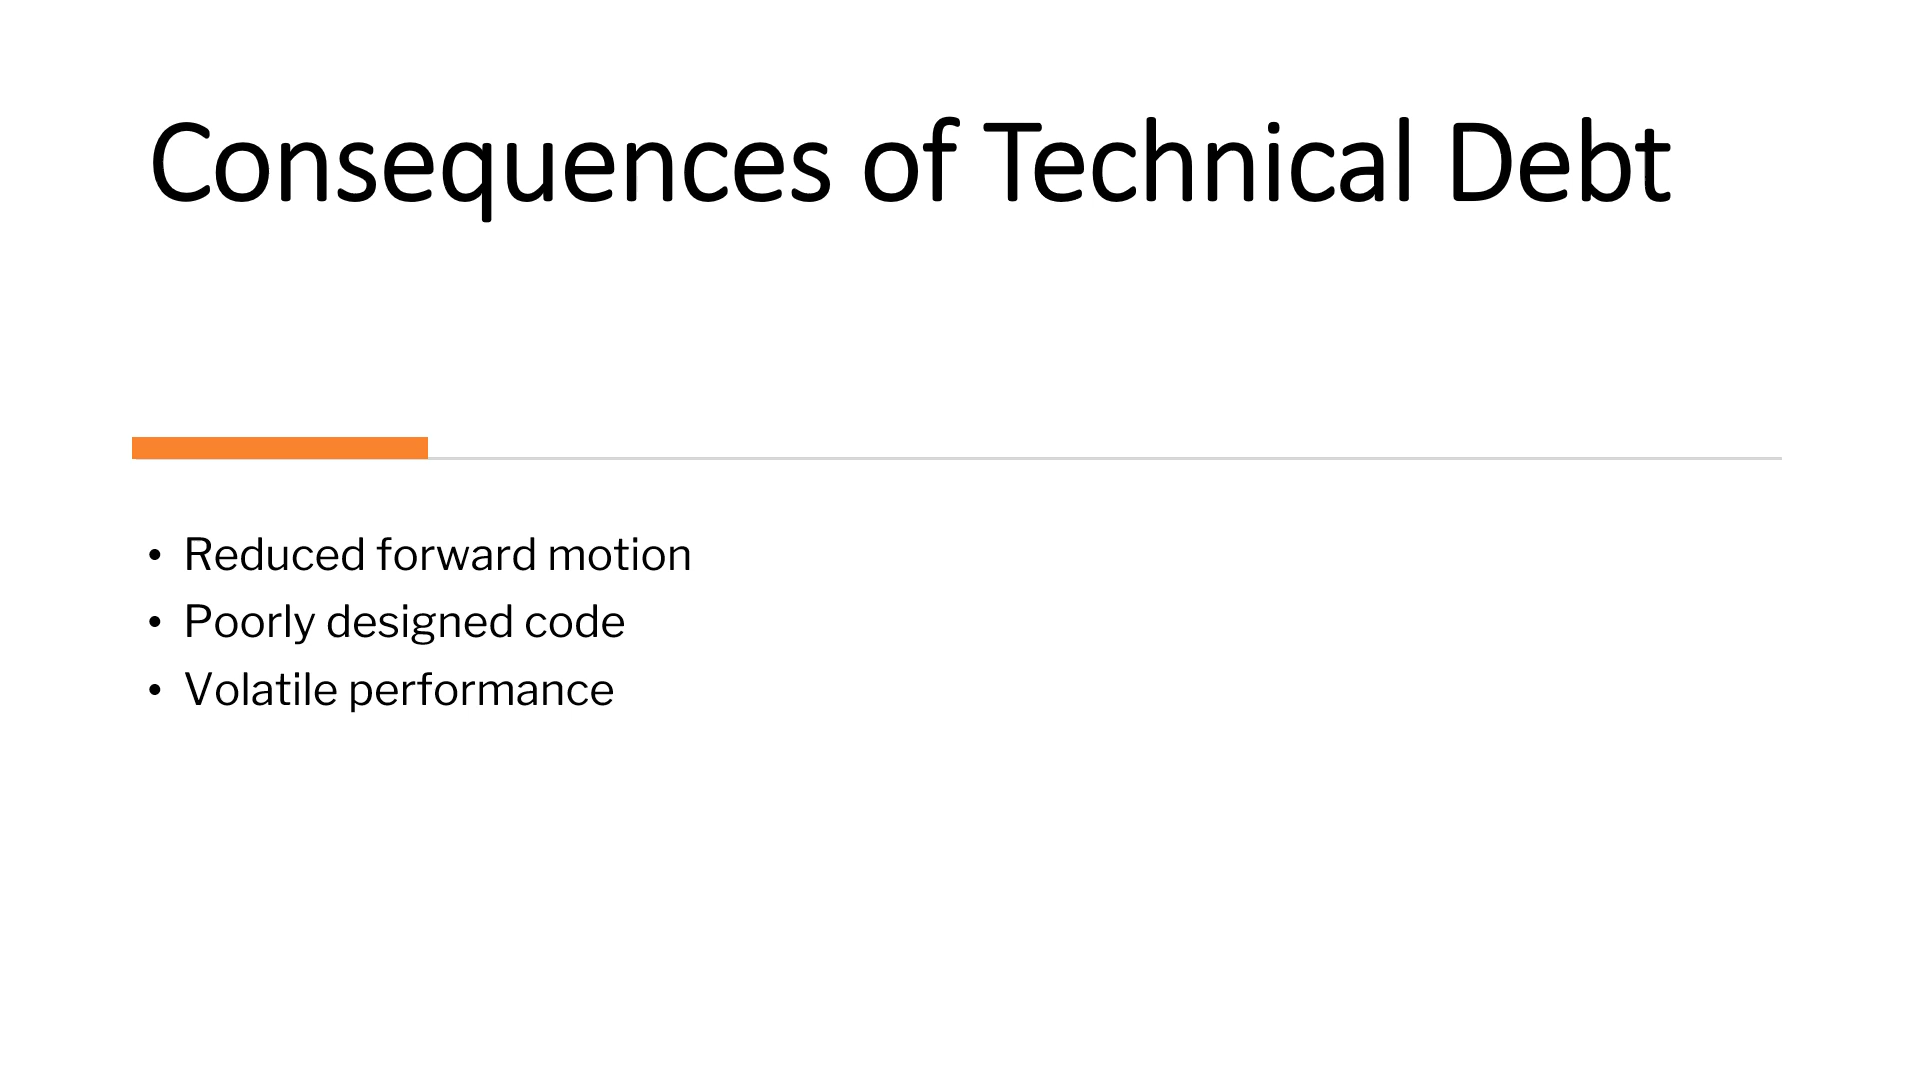 Consequences of Technical Debt
• Reduced forward motion
• Poorly designed code
• Volatile performance